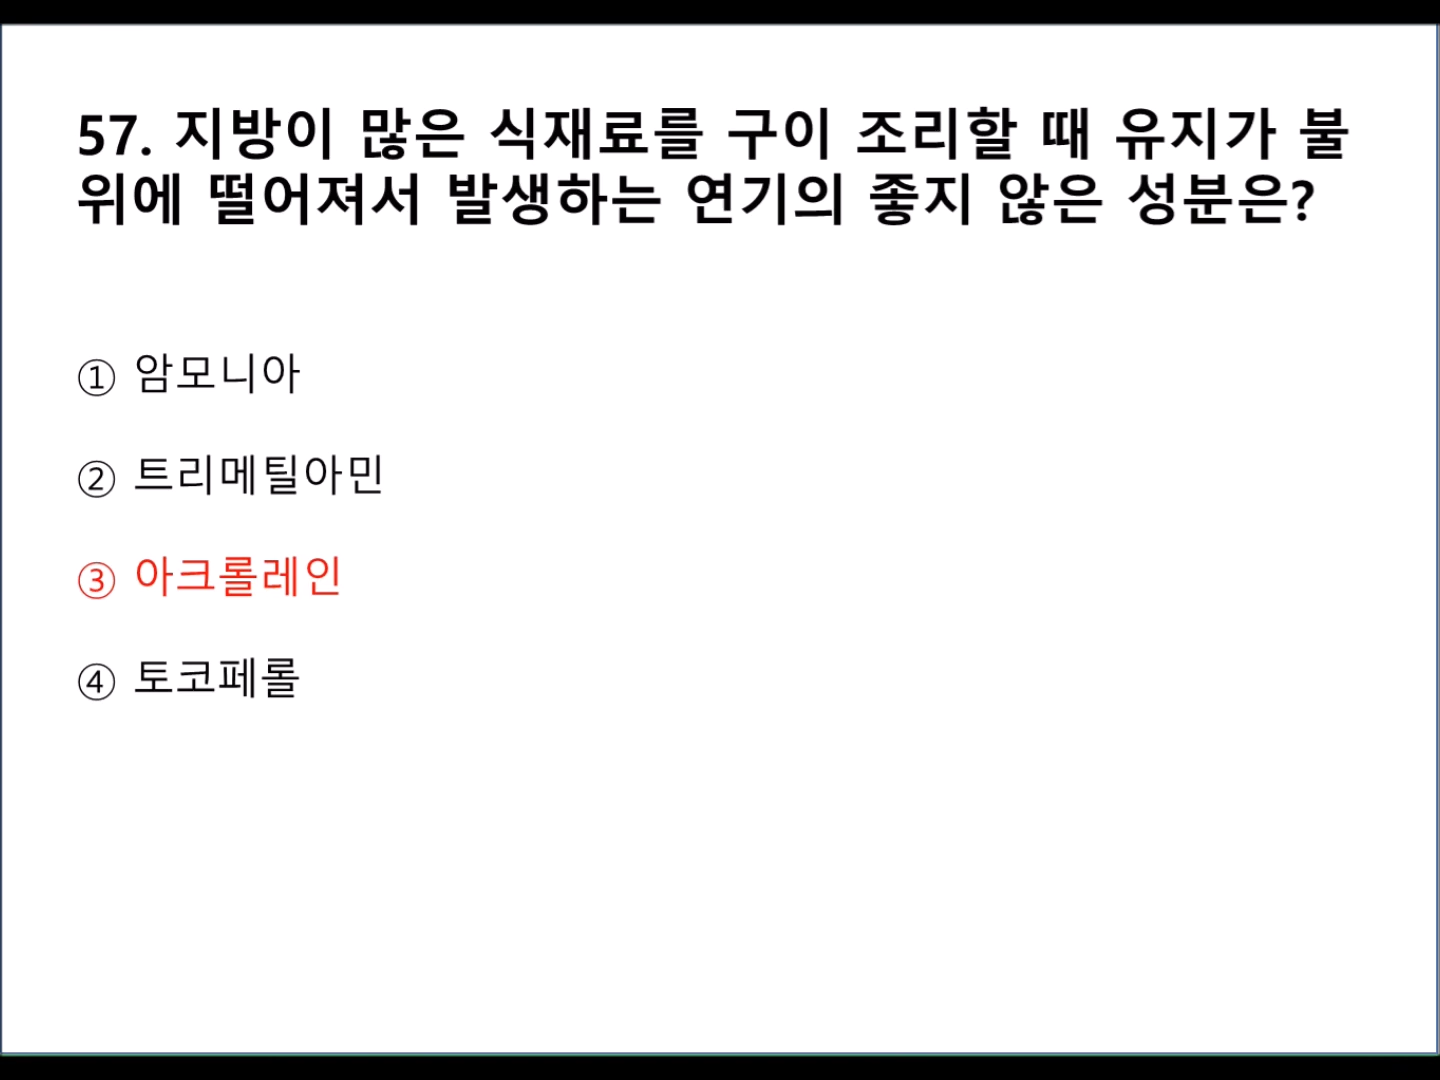 57. 지방이 많은 식재료를 구이 조리할 때 유지가 불
위에 떨어져서 발생하는 연기의 좋지 않은 성분은?
① 암모니아
② 트리메틸아민
③ 아크롤레인
④ 토코페롤